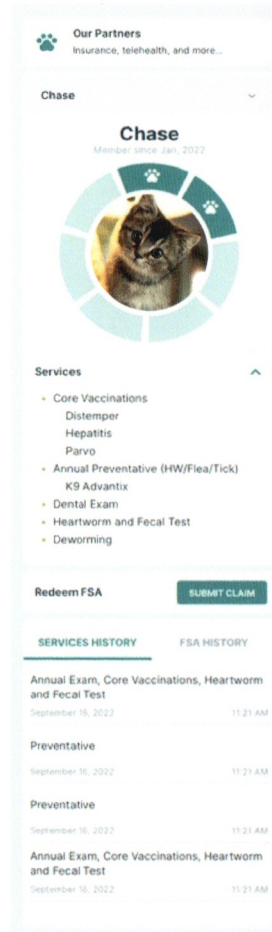 Our Partners
Insurance, telehealth, and more...
Chase
Chase
Member since Jan, 2022
Services
Core Vaccinations
Distemper
Hepatitis
Parvo
Annual Preventative (HW/Flea/Tick)
K9 Advantix
Dental Exam
Heartworm and Fecal Test
Deworming
Redeem FSA
SUBMIT CLAIM
SERVICES HISTORY FSA HISTORY
Annual Exam, Core Vaccinations, Heartworm
and Fecal Test
September 16, 2022 11:21 AM
Preventative
September 16, 2022 11:21 AM
Preventative
September 16, 2022 11:21 AM
Annual Exam, Core Vaccinations, Heartworm
and Fecal Test
September 16, 2022 11:21 AM